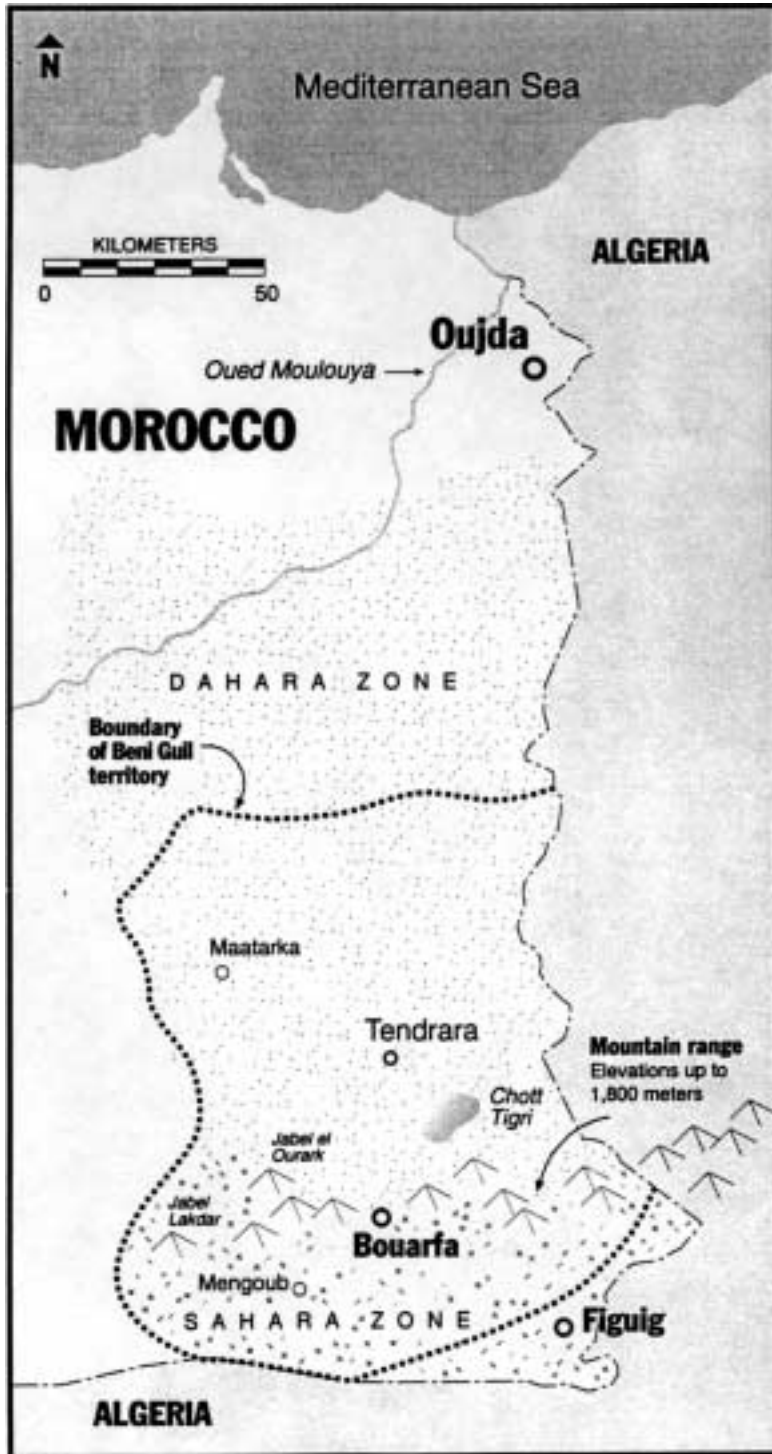 N
Mediterranean Sea
KILOMETERS
0 50
ALGERIA
Oujda
Oued Moulouya
MOROCCO
DAHARA ZONE
Boundary
of Beni Guil
territory
Maatarka
Tendrara
Mountain range
Elevations up to
1,800 meters
Chott
Tigri
Jabel el
Ourark
Jabel
Lakdar
Bouarfa
Mengoub
SAHARA ZONE
Figuig
ALGERIA